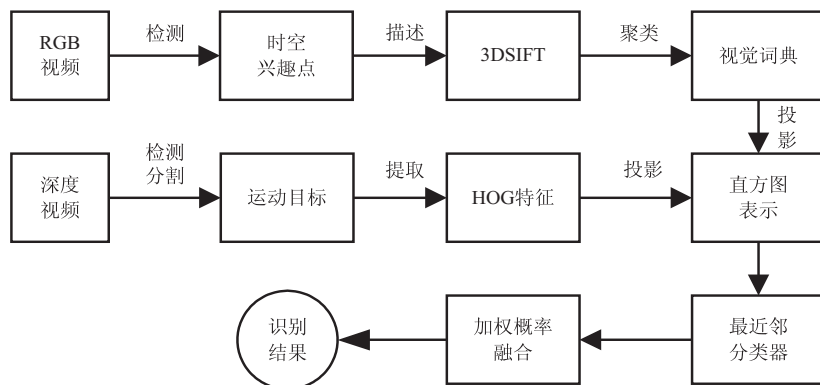 RGB
视频
检测
时空
兴趣点
描述
3DSIFT
聚类
视觉词典
投
影
深度
视频
检测
分割
运动目标
提取
HOG特征
投影
直方图
表示
识别
结果
加权概率
融合
最近邻
分类器